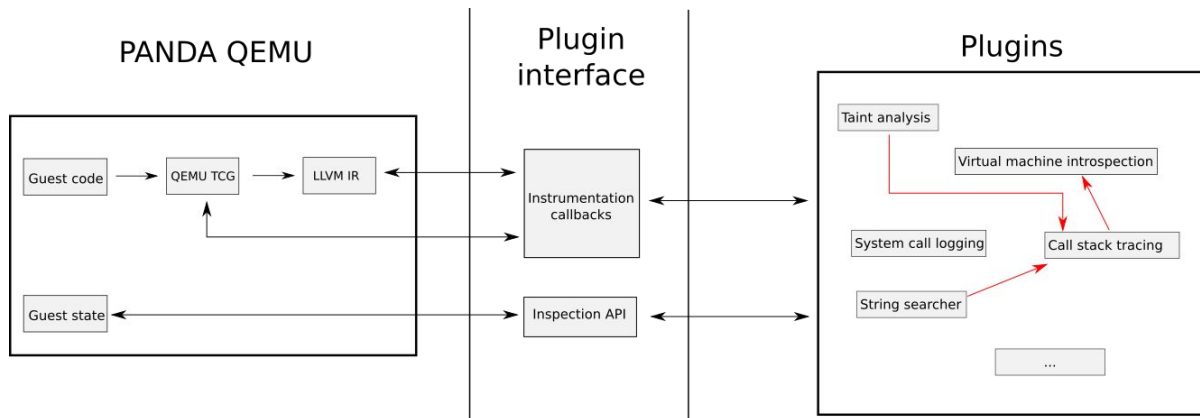 PANDA QEMU
Plugin
interface
Plugins
Guest code
QEMU TCG
LLVM IR
Guest state
Instrumentation
callbacks
Inspection API
Taint analysis
Virtual machine introspection
System call logging
Call stack tracing
String searcher
...